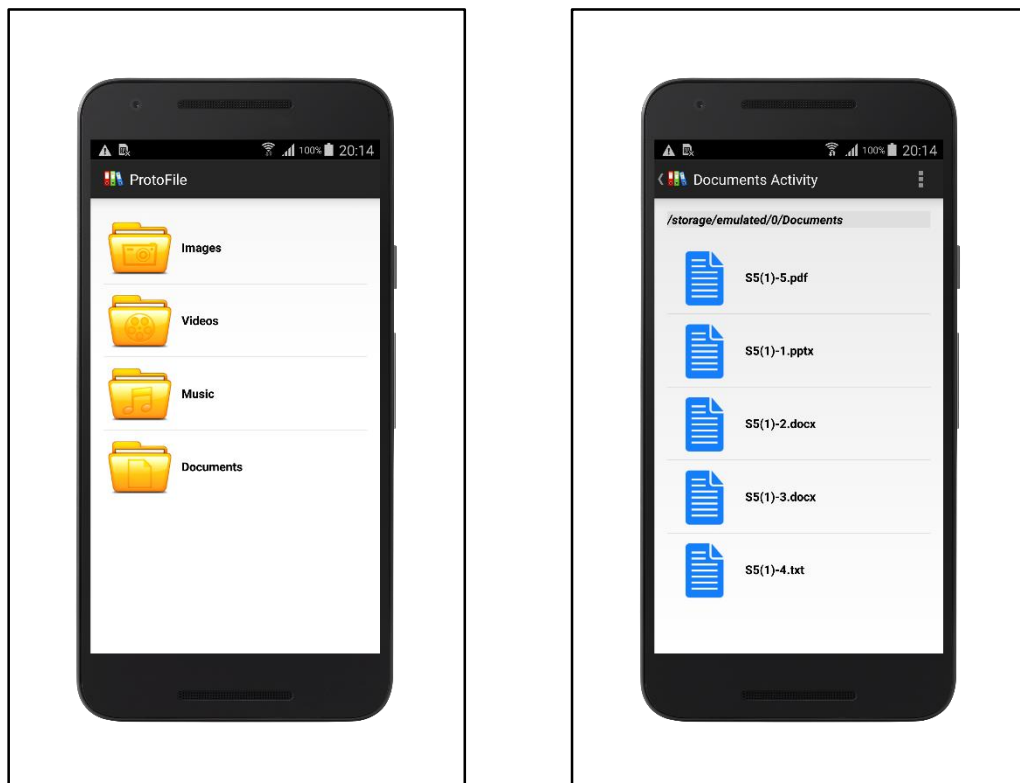 100% 20:14
ProtoFile
Images
Videos
Music
Documents
100% 20:14
Documents Activity
/storage/emulated/0/Documents
S5(1)-5.pdf
S5(1)-1.pptx
S5(1)-2.docx
S5(1)-3.docx
S5(1)-4.txt